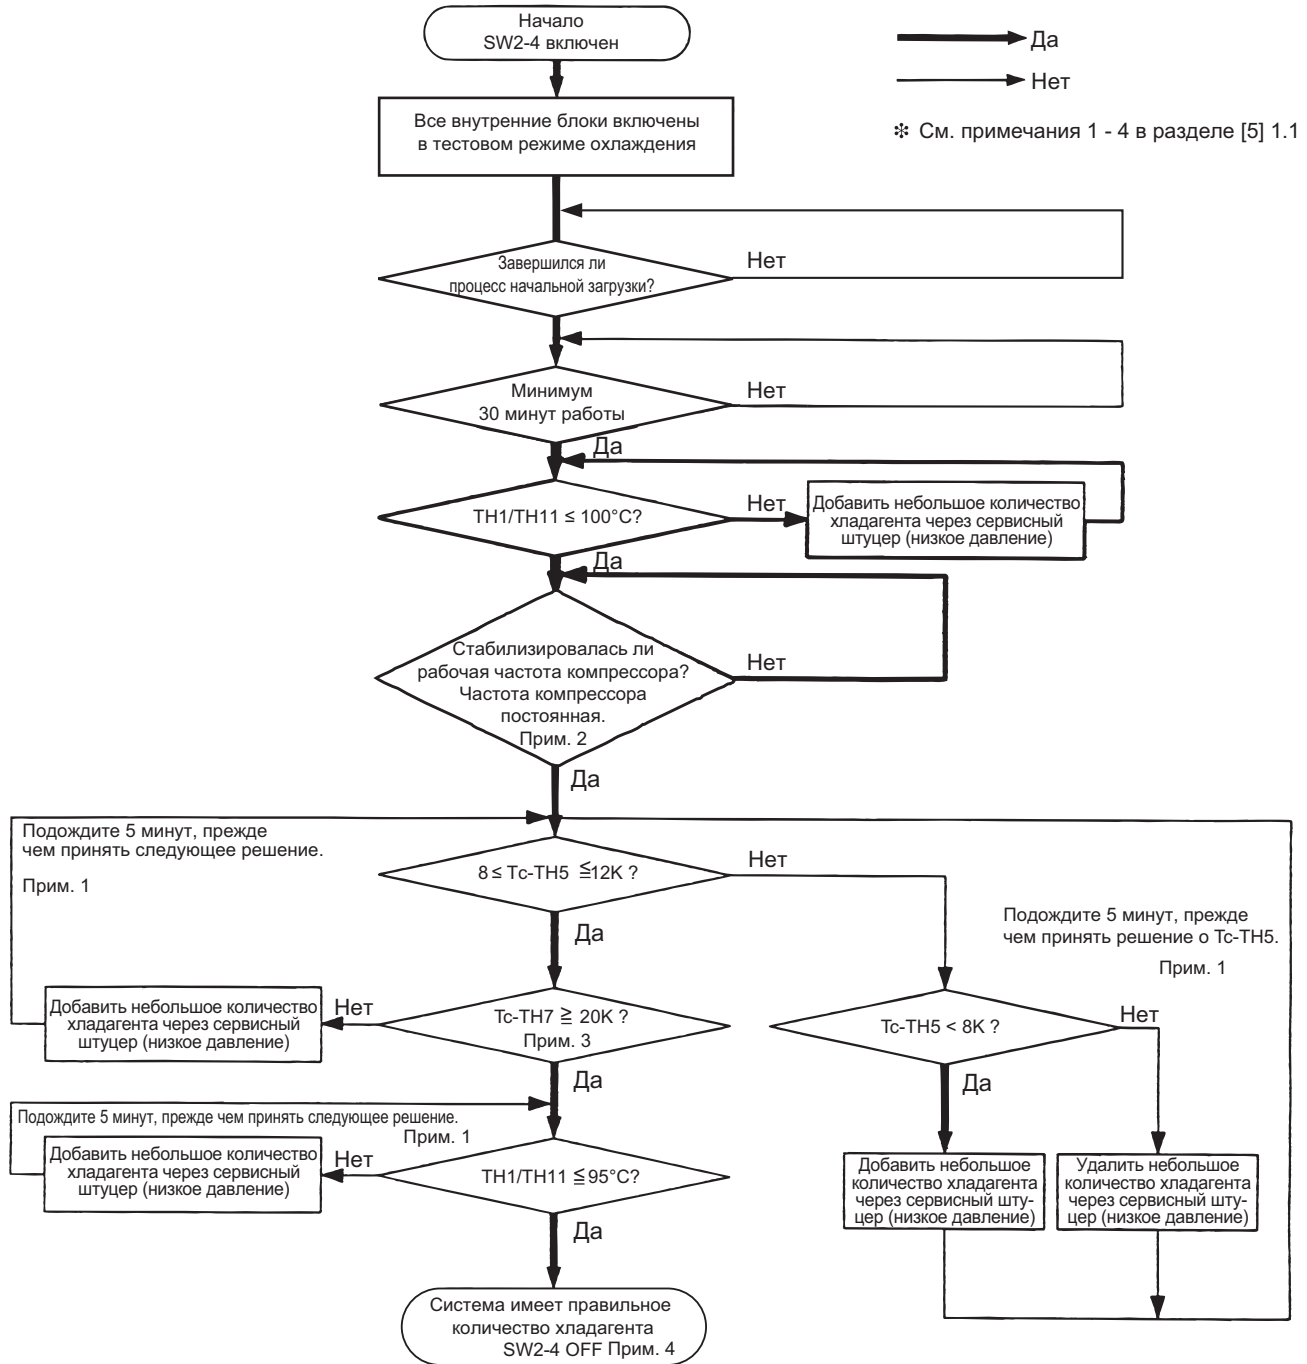 Начало
SW2-4 включен
Да
Нет
❇ См. примечания 1 - 4 в разделе [5] 1.1
Все внутренние блоки включены
в тестовом режиме охлаждения
Завершился ли
процесс начальной загрузки?
Нет
Минимум
30 минут работы
Нет
Да
TH1/TH11 ≤ 100°C?
Нет
Добавить небольшое количество
хладагента через сервисный
штуцер (низкое давление)
Да
Стабилизировалась ли
рабочая частота компрессора?
Частота компрессора
постоянная.
Прим. 2
Нет
Да
Подождите 5 минут, прежде
чем принять следующее решение.
Прим. 1
8 ≤ Tc-TH5 ≦12K ?
Нет
Да
Подождите 5 минут, прежде
чем принять решение о Tc-TH5.
Прим. 1
Добавить небольшое количество
хладагента через сервисный
штуцер (низкое давление)
Нет
Tc-TH7 ≧ 20K ?
Прим. 3
Да
Tc-TH5 < 8K ?
Нет
Да
Подождите 5 минут, прежде чем принять следующее решение.
Прим. 1
Добавить небольшое количество
хладагента через сервисный
штуцер (низкое давление)
Нет
TH1/TH11 ≦95°C?
Да
Добавить небольшое
количество хладагента
через сервисный шту-
цер (низкое давление)
Удалить небольшое
количество хладагента
через сервисный шту-
цер (низкое давление)
Система имеет правильное
количество хладагента
SW2-4 OFF Прим. 4